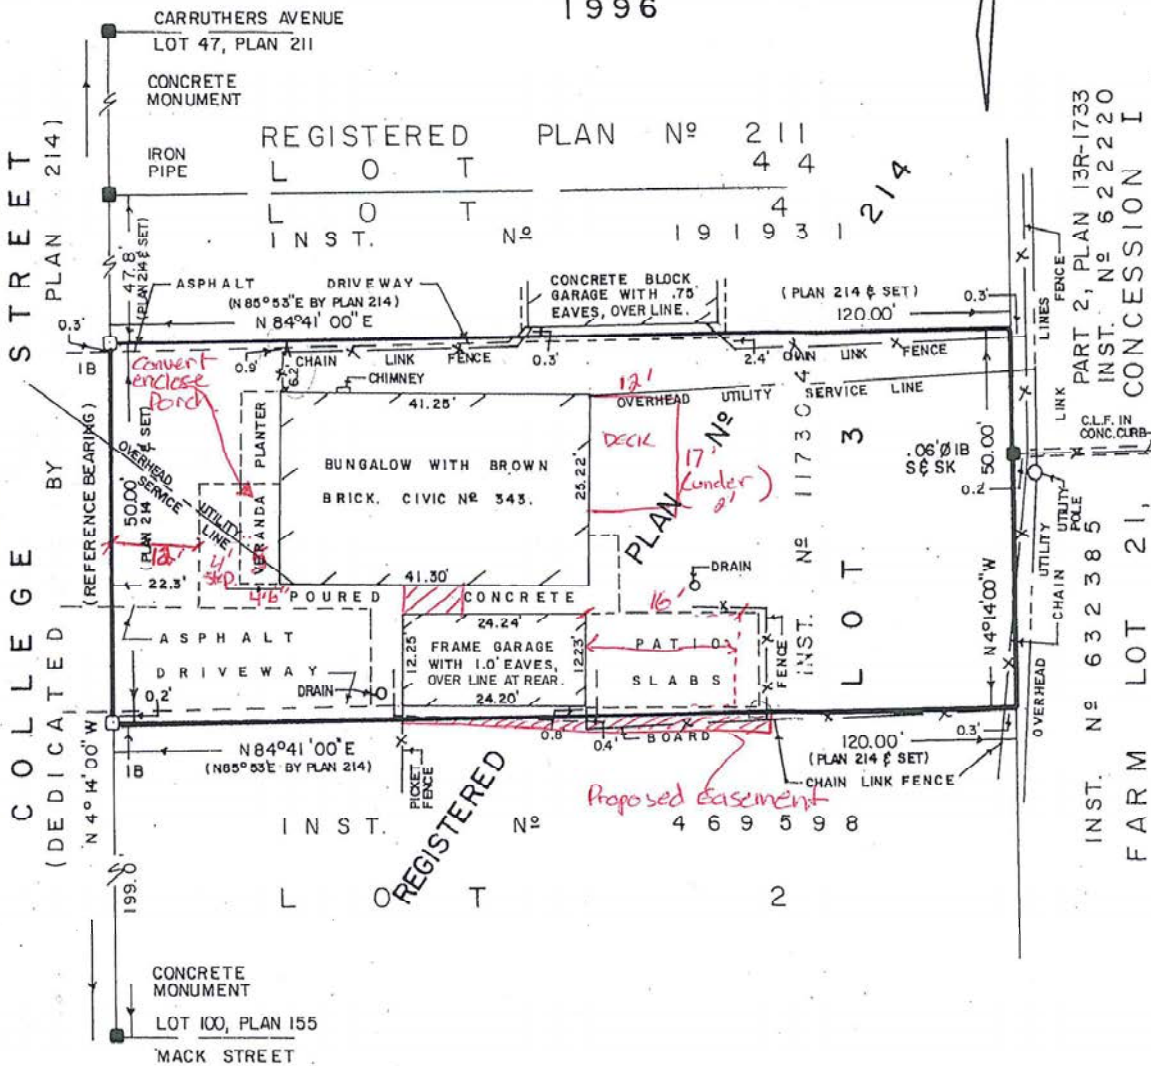 1996
CARRUTHERS AVENUE
LOT 47, PLAN 211
CONCRETE
MONUMENT
IRON
PIPE
REGISTERED PLAN Nº 211
LOT 44
LOT 4
INST. Nº 191931
214
COLLEGE STREET
(DEDICATED BY PLAN 214)
(REFERENCE BEARING)
N 4° 14' 00" W
47.8'
(PLAN 214 & SET)
0.3'
IB
ASPHALT DRIVEWAY
(N 85° 53' E BY PLAN 214)
N 84° 41' 00" E
CONCRETE BLOCK
GARAGE WITH .75'
EAVES, OVER LINE.
(PLAN 214 & SET)
120.00'
0.3'
0.9'
CHAIN LINK FENCE
0.3'
2.4'
CHAIN LINK FENCE
6.2'
CHIMNEY
Convert
enclose
Porch
12'
OVERHEAD UTILITY SERVICE LINE
41.25'
DECK
17'
(under
2'
)
BUNGALOW WITH BROWN
BRICK. CIVIC Nº 343.
25.22'
VERANDA PLANTER
OVERHEAD
SERVICE
UTILITY
LINE
50.00'
(PLAN 214 & SET)
12'
4'
4'6"
22.3'
41.30'
POURED CONCRETE
ASPHALT
DRIVEWAY
DRAIN
0.2'
IB
24.24'
12.25
FRAME GARAGE
WITH 1.0' EAVES,
OVER LINE AT REAR.
12.23'
24.20'
16'
PATIO
SLABS
FENCE
DRAIN
PLAN Nº
INST. Nº 117304
LOT 3
.06'Ø IB
S & SK
0.2
50.00'
N 4° 14' 00" W
C.L.F. IN
CONC. CURB
UTILITY
POLE
UTILITY
CHAIN
OVERHEAD
LINK
FENCE
LINES
PART 2, PLAN 13R-1733
INST. Nº 622220
CONCESSION I
INST. Nº 632385
FARM LOT 21,
N 84° 41' 00" E
(N85° 53' E BY PLAN 214)
PICKET
FENCE
0.8'
0.4'
BOARD
120.00'
(PLAN 214 & SET)
0.3'
CHAIN LINK FENCE
Proposed Easement
REGISTERED
INST. Nº 469598
LOT 2
199.0'
CONCRETE
MONUMENT
LOT 100, PLAN 155
MACK STREET